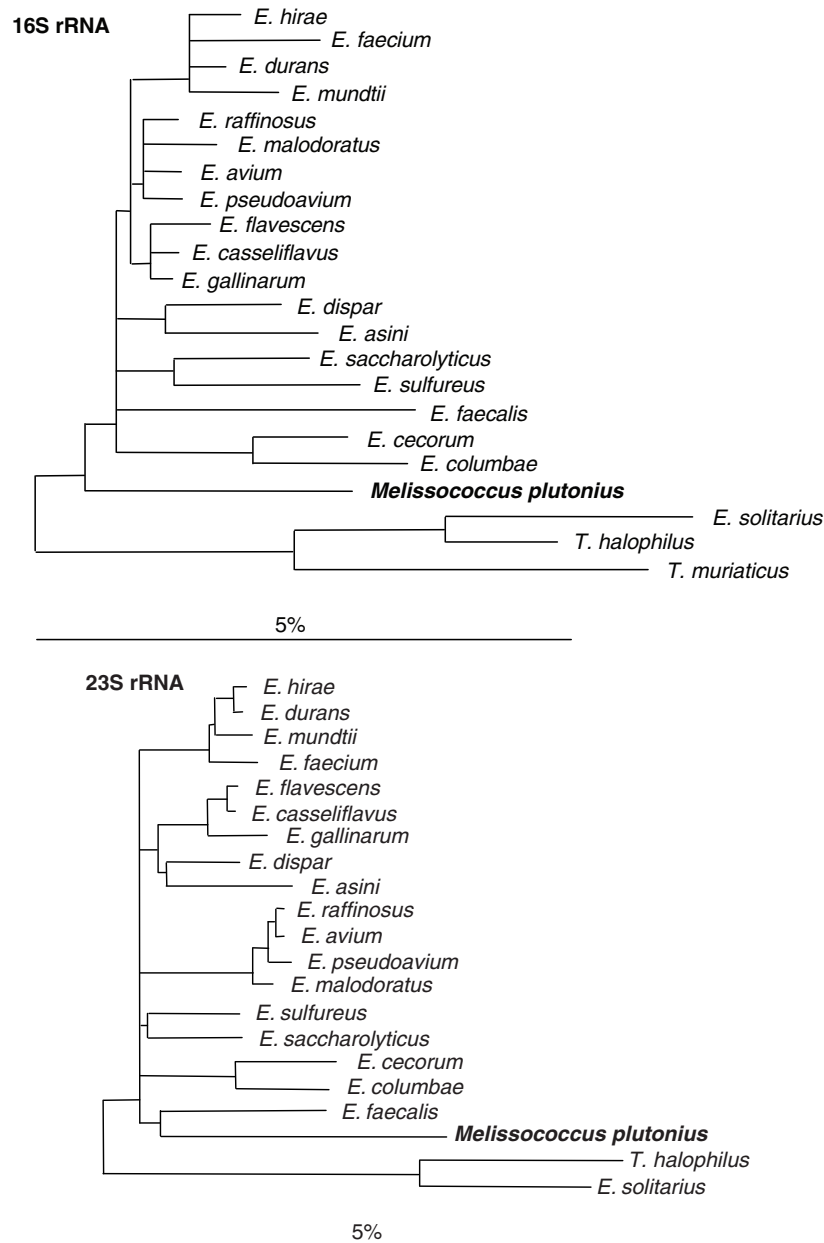 16S rRNA
E. hirae
E. faecium
E. durans
E. mundtii
E. raffinosus
E. malodoratus
E. avium
E. pseudoavium
E. flavescens
E. casseliflavus
E. gallinarum
E. dispar
E. asini
E. saccharolyticus
E. sulfureus
E. faecalis
E. cecorum
E. columbae
Melissococcus plutonius
E. solitarius
T. halophilus
T. muriaticus
5%
23S rRNA
E. hirae
E. durans
E. mundtii
E. faecium
E. flavescens
E. casseliflavus
E. gallinarum
E. dispar
E. asini
E. raffinosus
E. avium
E. pseudoavium
E. malodoratus
E. sulfureus
E. saccharolyticus
E. cecorum
E. columbae
E. faecalis
Melissococcus plutonius
T. halophilus
E. solitarius
5%